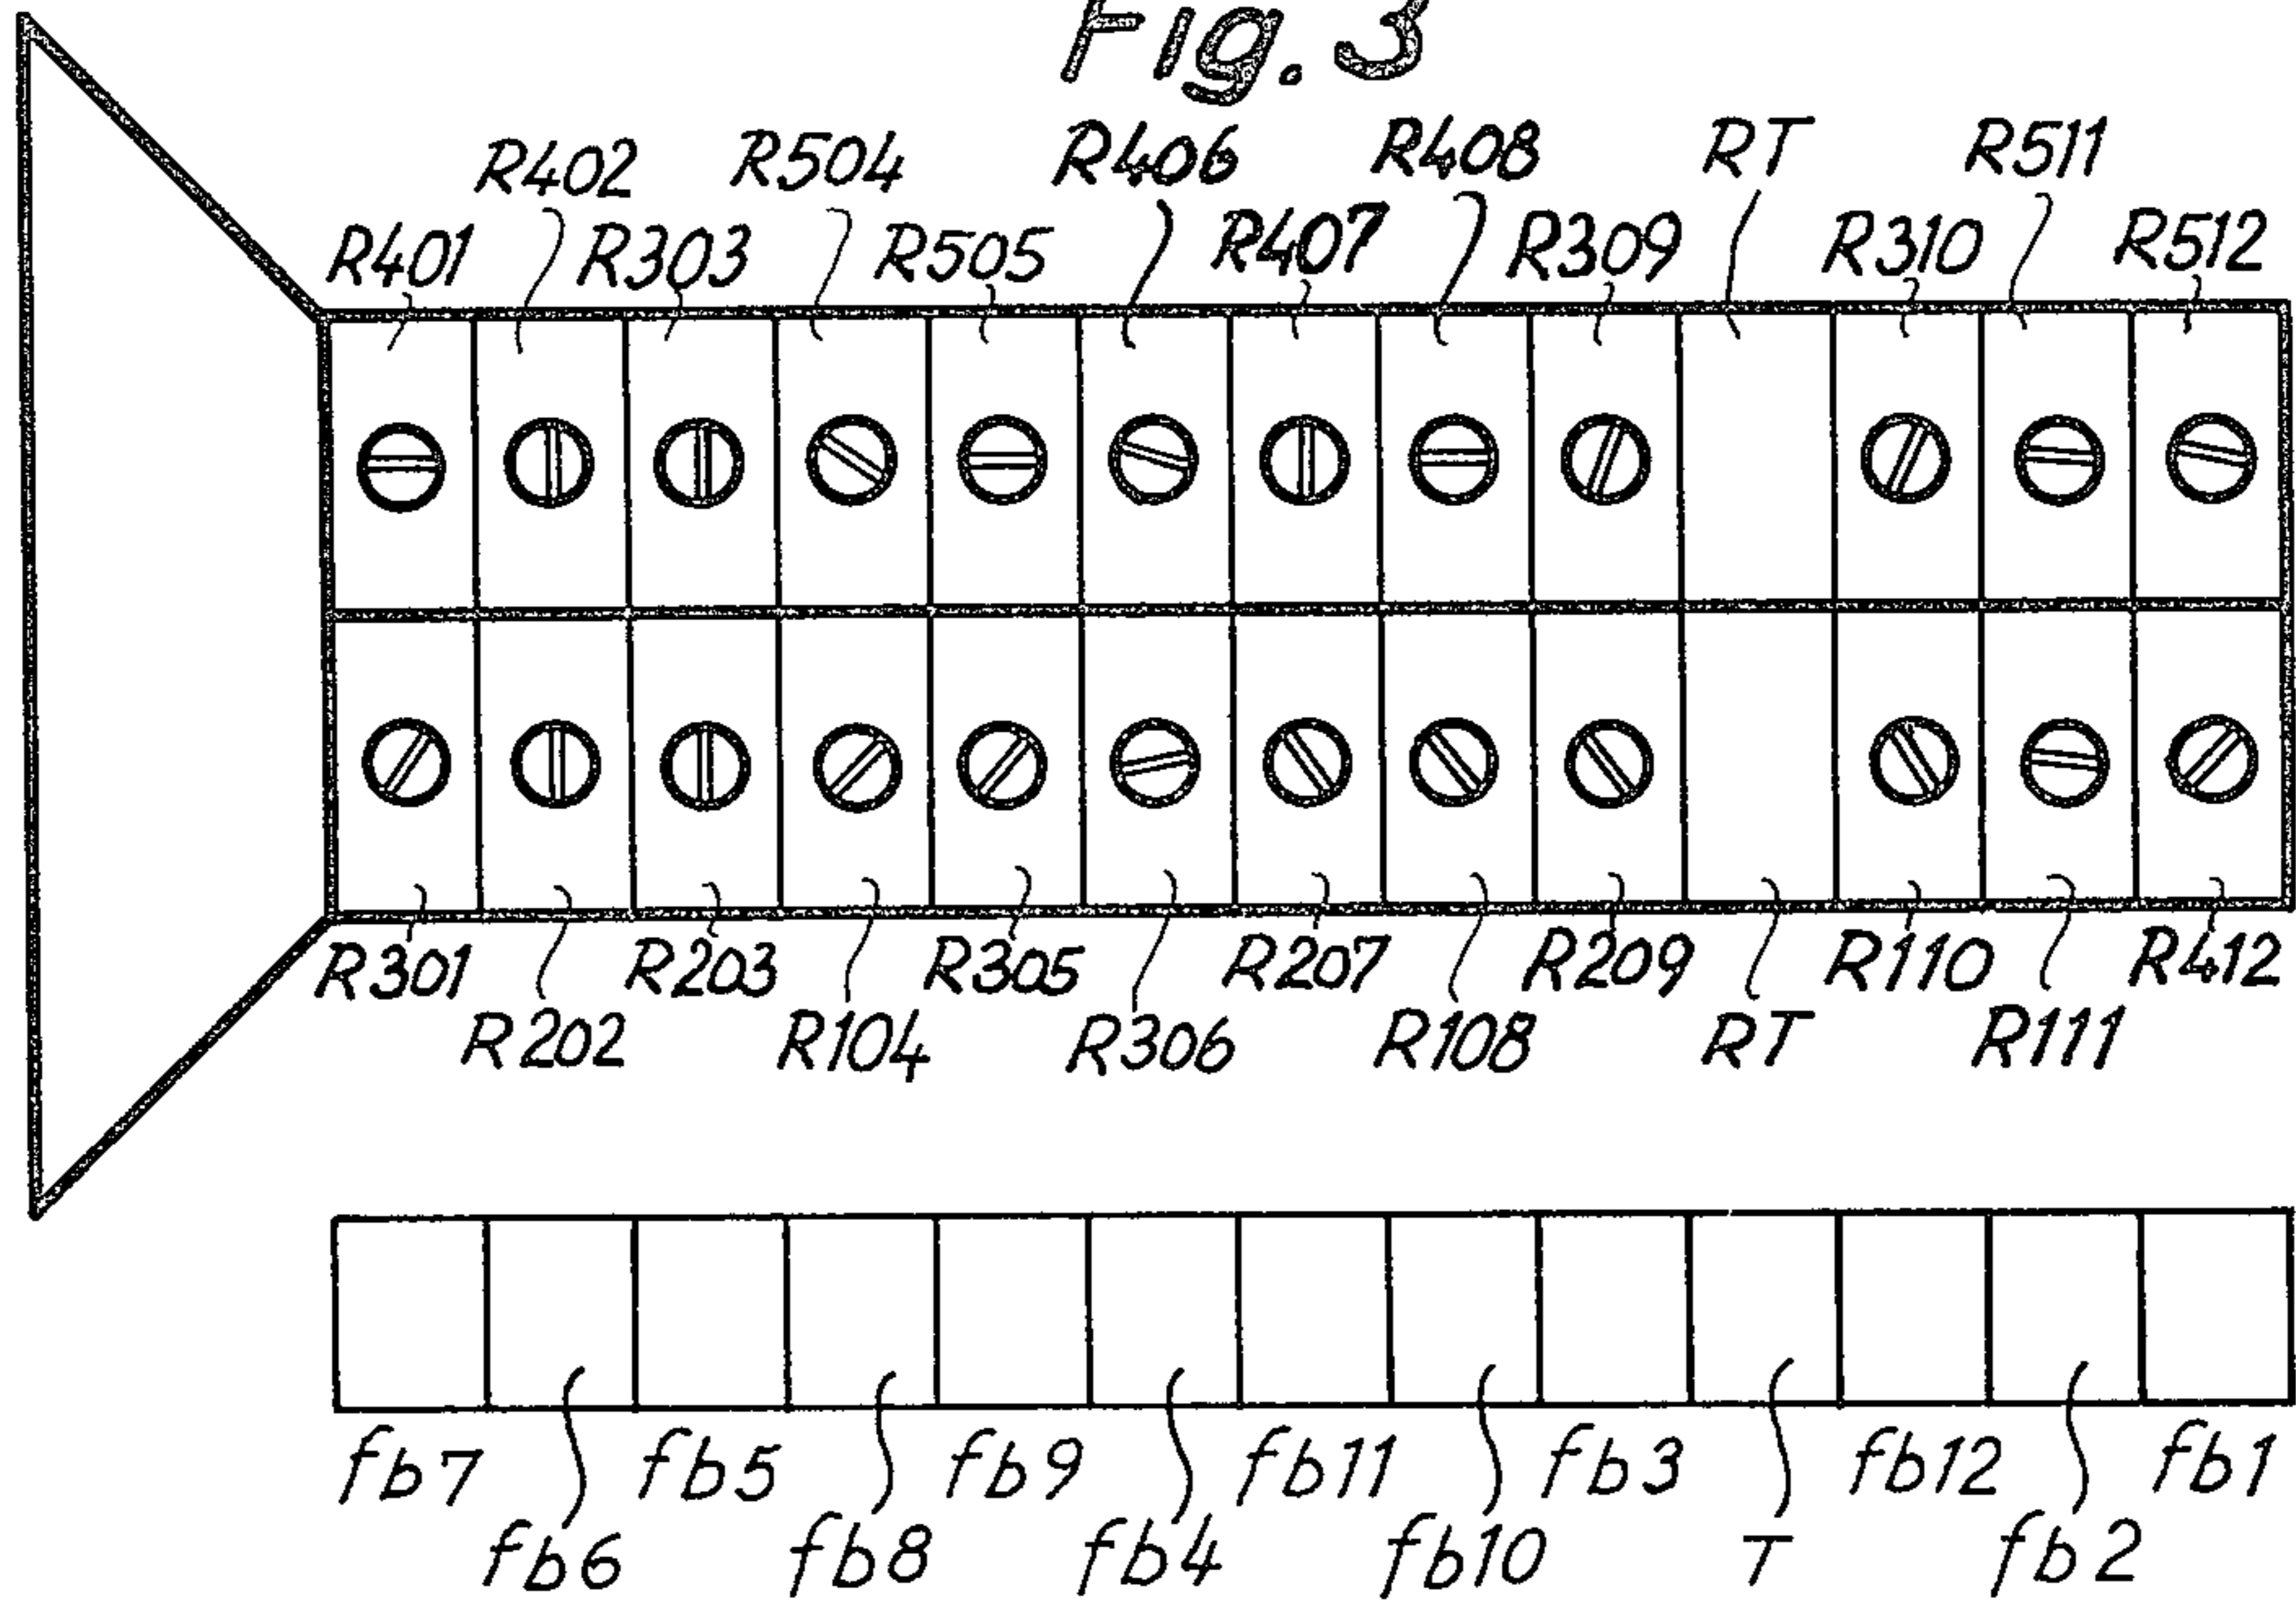 Fig. 3
R402 R504 R406 R408 RT R511
R401 R303 R505 R407 R309 R310 R512
R301 R203 R305 R207 R209 R110 R412
R202 R104 R306 R108 RT R111
fb7 fb5 fb9 fb11 fb3 fb12 fb1
fb6 fb8 fb4 fb10 T fb2